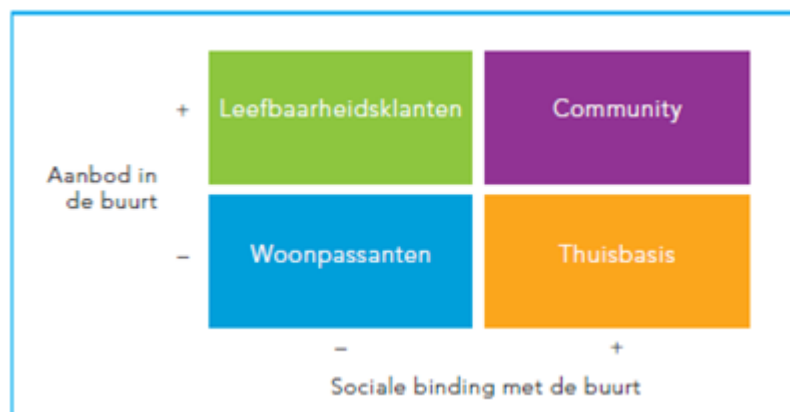 +
Leefbaarheidsklanten
Community
Aanbod in
de buurt
–
Woonpassanten
Thuisbasis
–
+
Sociale binding met de buurt